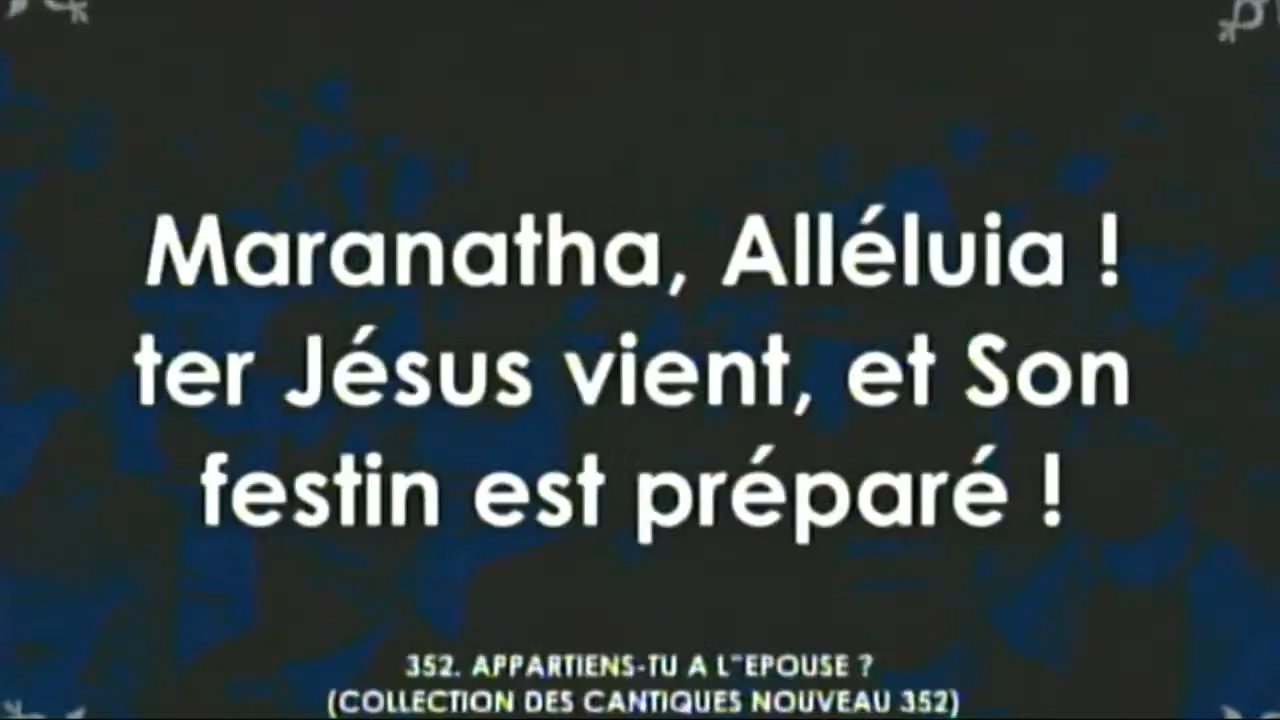 Maranatha, Alléluia !
ter Jésus vient, et Son
festin est préparé !
352. APPARTIENS-TU A L"EPOUSE ?
(COLLECTION DES CANTIQUES NOUVEAU 352)